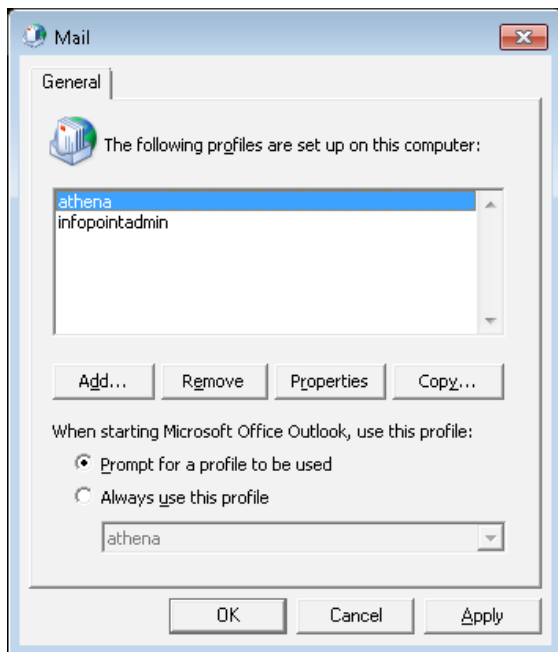 Mail
General
The following profiles are set up on this computer:
athena
infopointadmin
Add... Remove Properties Copy...
When starting Microsoft Office Outlook, use this profile:
Prompt for a profile to be used
Always use this profile
athena
OK Cancel Apply